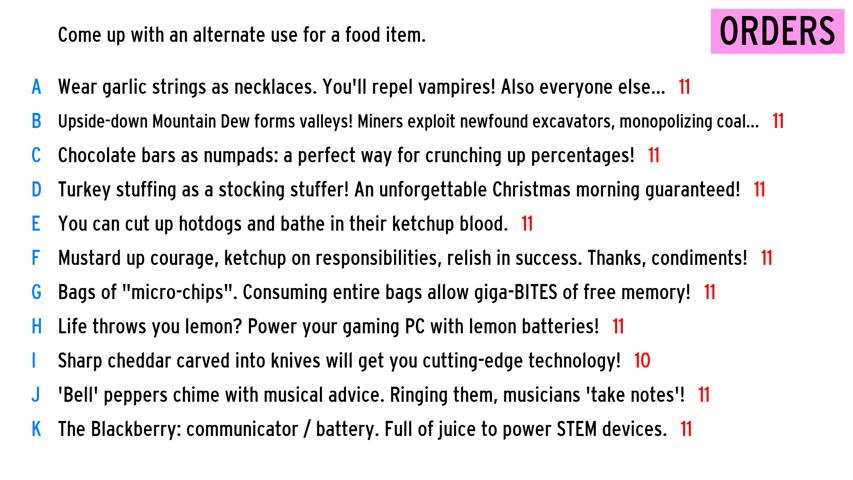 Come up with an alternate use for a food item.
ORDERS
A Wear garlic strings as necklaces. You'll repel vampires! Also everyone else... 11
B Upside-down Mountain Dew forms valleys! Miners exploit newfound excavators, monopolizing coal... 11
C Chocolate bars as numpads: a perfect way for crunching up percentages! 11
D Turkey stuffing as a stocking stuffer! An unforgettable Christmas morning guaranteed! 11
E You can cut up hotdogs and bathe in their ketchup blood. 11
F Mustard up courage, ketchup on responsibilities, relish in success. Thanks, condiments! 11
G Bags of "micro-chips". Consuming entire bags allow giga-BITES of free memory! 11
H Life throws you lemon? Power your gaming PC with lemon batteries! 11
I Sharp cheddar carved into knives will get you cutting-edge technology! 10
J 'Bell' peppers chime with musical advice. Ringing them, musicians 'take notes'! 11
K The Blackberry: communicator / battery. Full of juice to power STEM devices. 11